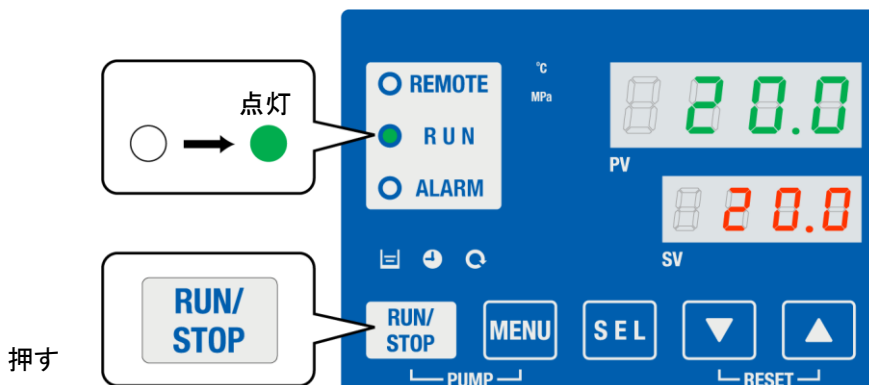 点灯
REMOTE
RUN
ALARM
℃
MPa
20.0
PV
20.0
SV
RUN/
STOP
押す
RUN/
STOP
MENU
SEL
PUMP
RESET